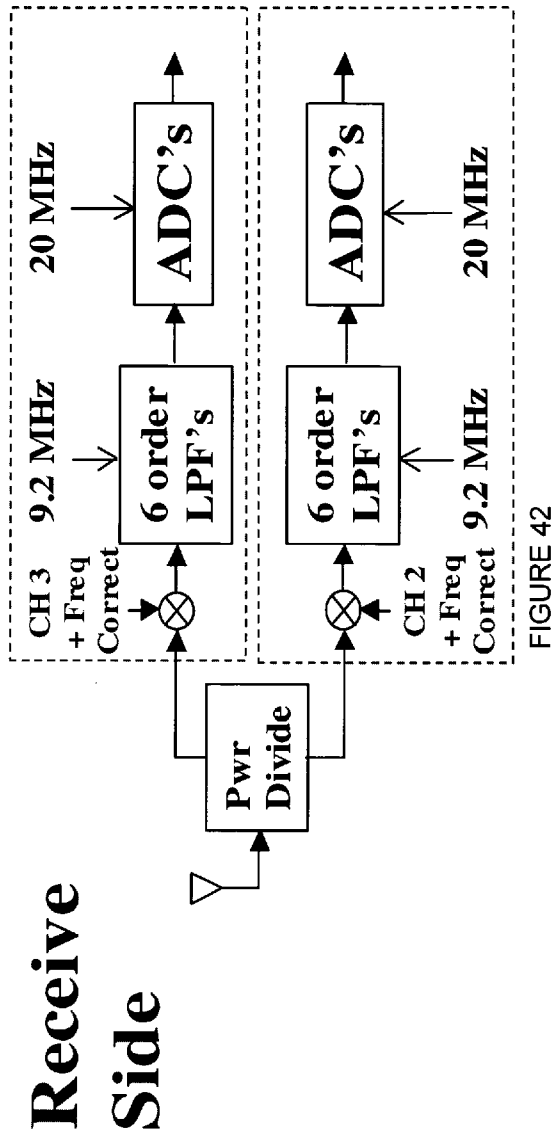 Receive
Side
Pwr
Divide
CH 3
+ Freq
Correct
9.2 MHz
6 order
LPF's
20 MHz
ADC's
CH 2
+ Freq
Correct
6 order
LPF's
9.2 MHz
ADC's
20 MHz
FIGURE 42